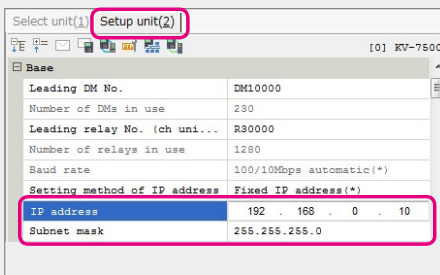 Select unit(1) Setup unit(2)
[0] KV-7500
Base
Leading DM No. DM10000
Number of DMs in use 230
Leading relay No. (ch uni... R30000
Number of relays in use 1280
Baud rate 100/10Mbps automatic(*)
Setting method of IP address Fixed IP address(*)
IP address 192 . 168 . 0 . 10
Subnet mask 255.255.255.0